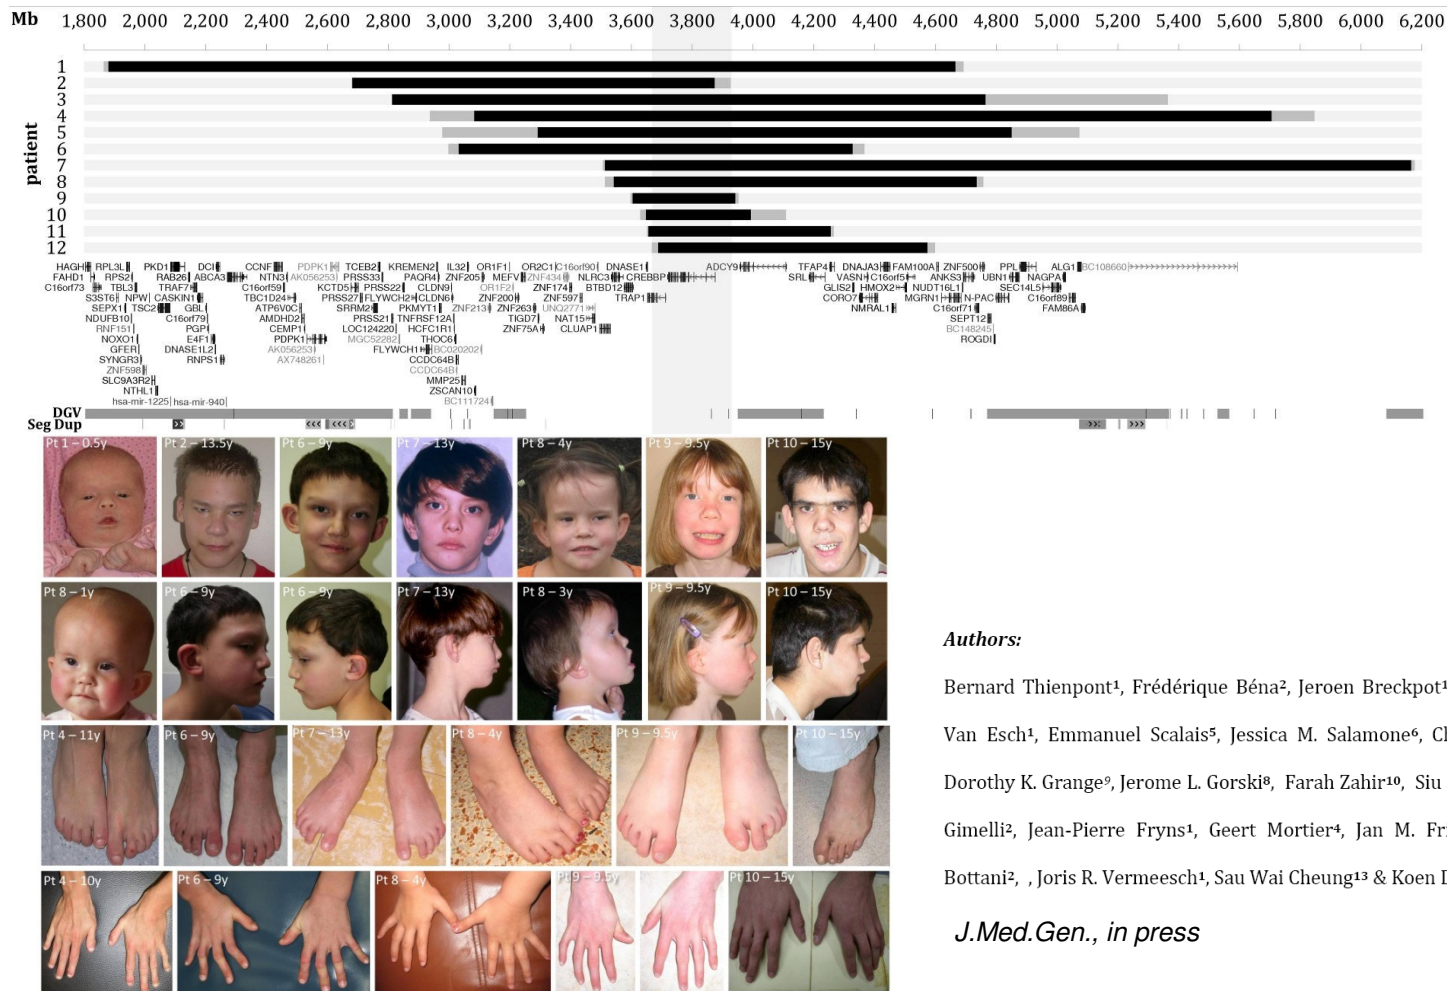 Mb 1,800 2,000 2,200 2,400 2,600 2,800 3,000 3,200 3,400 3,600 3,800 4,000 4,200 4,400 4,600 4,800 5,000 5,200 5,400 5,600 5,800 6,000 6,200
patient
1
2
3
4
5
6
7
8
9
10
11
12
HAGH RPL3L PKD1 DCI CCNF PDPK1 TCEB2 KREMEN2 IL32 OR1F1 OR2C1 C16orf90 DNASE1 ADCY9 TFAP4 DNAJA3 FAM100A ZNF500 PPL ALG1 BC108660
FAHD1 RPS2 RAB26 ABCA3 NTN3 AK056253 PRSS33 PAQR4 ZNF205 MEFV ZNF434 NLRC3 CREBBP SRL VASN C16orf5 ANKS3 UBN1 NAGPA
C16orf73 TBL3 TRAF7 C16orf59 KCTD5 PRSS22 CLDN9 OR1F2 ZNF174 BTBD12 GLIS2 HMOX2 NUDT16L1 SEC14L5
S3ST6 NPW CASKIN1 TBC1D24 PRSS27 FLYWCH2 CLDN6 ZNF200 ZNF597 TRAP1 CORO7 MGRN1 N-PAC C16orf89
SEPX1 TSC2 GBL ATP6V0C SRRM2 PKMYT1 ZNF213 ZNF263 UNQ2771 NMRAL1 C16orf71 FAM86A
NDUFB10 C16orf79 AMDHD2 PRSS21 TNFRSF12A TIGD7 NAT15 SEPT12
RNF151 PGP CEMP1 LOC124220 HCFC1R1 ZNF75A CLUAP1 BC148245
NOXO1 E4F1 PDPK1 MGC52282 THOC6 ROGDI
GFER DNASE1L2 AK056253 FLYWCH1 BC020202
SYNGR3 RNPS1 AX748261 CCDC64B
ZNF598 CCDC64B
SLC9A3R2 MMP25
NTHL1 ZSCAN10
hsa-mir-1225 hsa-mir-940 BC111724
DGV
Seg Dup
Pt 1 – 0.5y Pt 2 – 13.5y Pt 6 – 9y Pt 7 – 13y Pt 8 – 4y Pt 9 – 9.5y Pt 10 – 15y
Pt 8 – 1y Pt 6 – 9y Pt 6 – 9y Pt 7 – 13y Pt 8 – 3y Pt 9 – 9.5y Pt 10 – 15y
Pt 4 – 11y Pt 6 – 9y Pt 7 – 13y Pt 8 – 4y Pt 9 – 9.5y Pt 10 – 15y
Pt 4 – 10y Pt 6 – 9y Pt 8 – 4y Pt 9 – 9.5y Pt 10 – 15y
Authors:
Bernard Thienpont¹, Frédérique Béna², Jeroen Breckpot¹
Van Esch¹, Emmanuel Scalais⁵, Jessica M. Salamone⁶, Ch
Dorothy K. Grange⁹, Jerome L. Gorski⁸, Farah Zahir¹⁰, Siu
Gimelli², Jean-Pierre Fryns¹, Geert Mortier⁴, Jan M. Fri
Bottani², , Joris R. Vermeesch¹, Sau Wai Cheung¹³ & Koen D
J.Med.Gen., in press